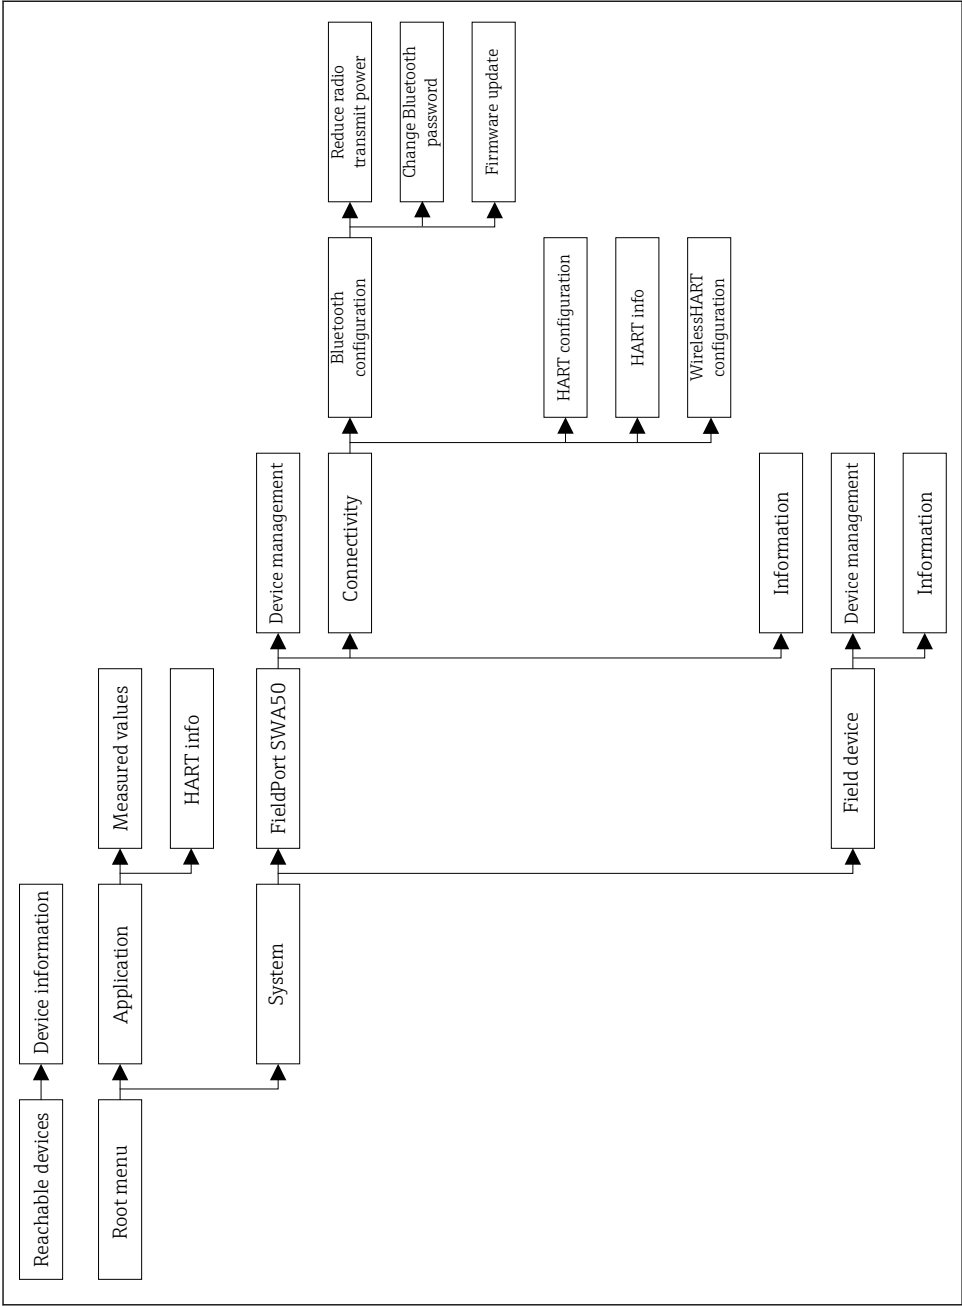 Reachable devices
Device information
Root menu
Application
Measured values
HART info
System
FieldPort SWA50
Device management
Connectivity
Bluetooth
configuration
Reduce radio
transmit power
Change Bluetooth
password
Firmware update
HART configuration
HART info
WirelessHART
configuration
Information
Field device
Device management
Information